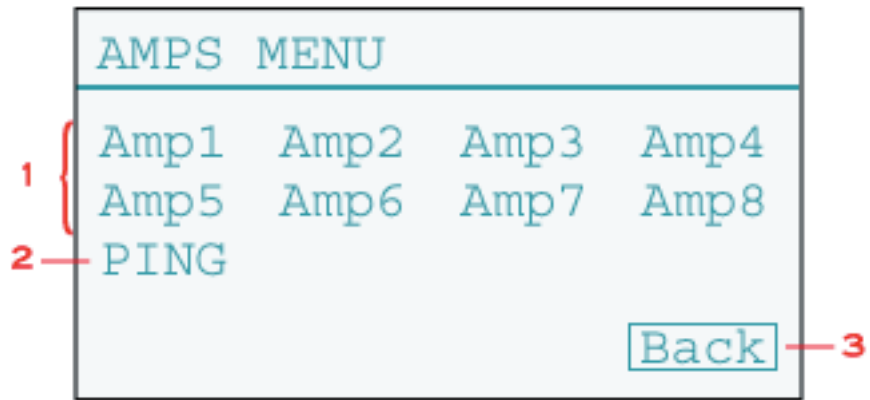 AMPS MENU
1 Amp1 Amp2 Amp3 Amp4
Amp5 Amp6 Amp7 Amp8
2 PING
Back 3